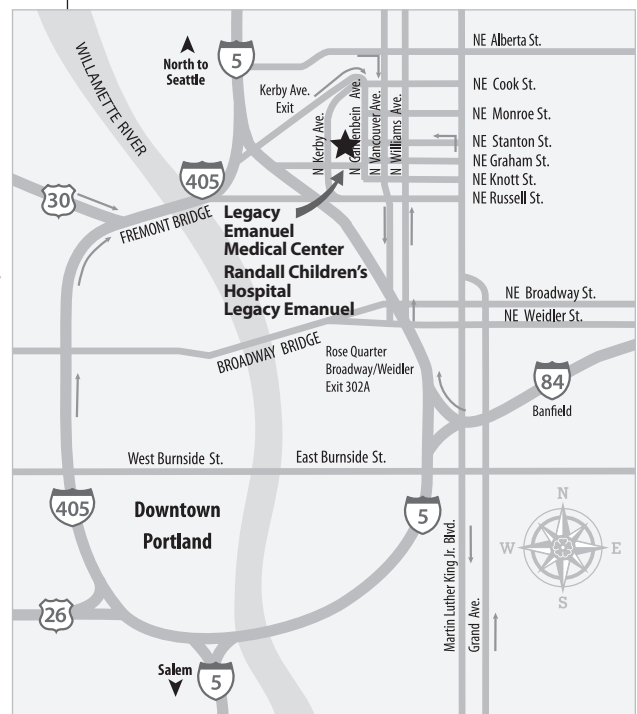 NE Alberta St.
North to
Seattle
5
WILLAMETTE RIVER
Kerby Ave.
Exit
NE Cook St.
N Kerby Ave.
N Gantenbein Ave.
N Vancouver Ave.
N Williams Ave.
NE Monroe St.
NE Stanton St.
NE Graham St.
NE Knott St.
NE Russell St.
405
30
FREMONT BRIDGE
Legacy
Emanuel
Medical Center
Randall Children's
Hospital
Legacy Emanuel
NE Broadway St.
NE Weidler St.
BROADWAY BRIDGE
Rose Quarter
Broadway/Weidler
Exit 302A
84
Banfield
West Burnside St.
East Burnside St.
405
Downtown
Portland
5
Martin Luther King Jr. Blvd.
Grand Ave.
N
W
E
S
26
Salem
5